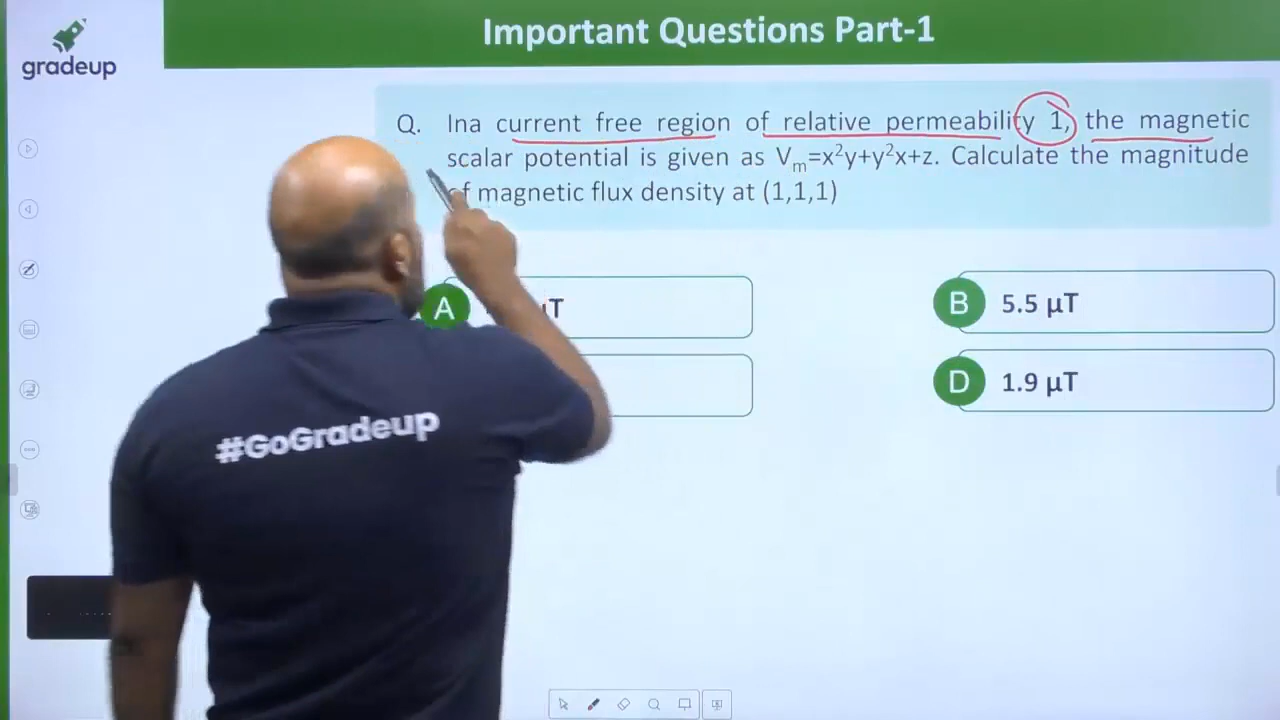 Important Questions Part-1
gradeup
Q. Ina current free region of relative permeability 1, the magnetic
scalar potential is given as Vm=x²y+y²x+z. Calculate the magnitude
of magnetic flux density at (1,1,1)
A μT
B 5.5 μT
D 1.9 μT
#GoGradeup